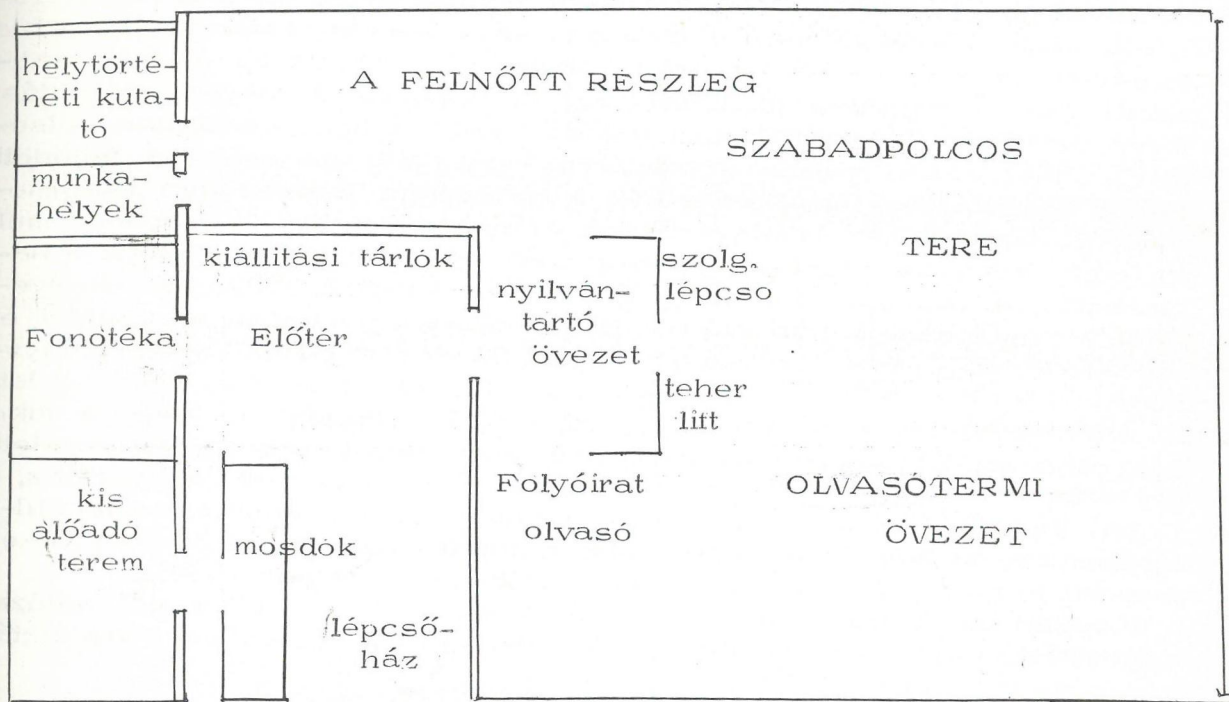 helytörté-
neti kuta-
tó
munka-
helyek
A FELNŐTT RÉSZLEG
SZABADPOLCOS
TERE
kiállitási tárlók
nyilván-
tartó
övezet
szolg.
lépcso
teher
lift
Fonotéka
Előtér
kis
álőadó
terem
mosdók
lépcső-
ház
Folyóirat
olvasó
OLVASÓTERMI
ÖVEZET